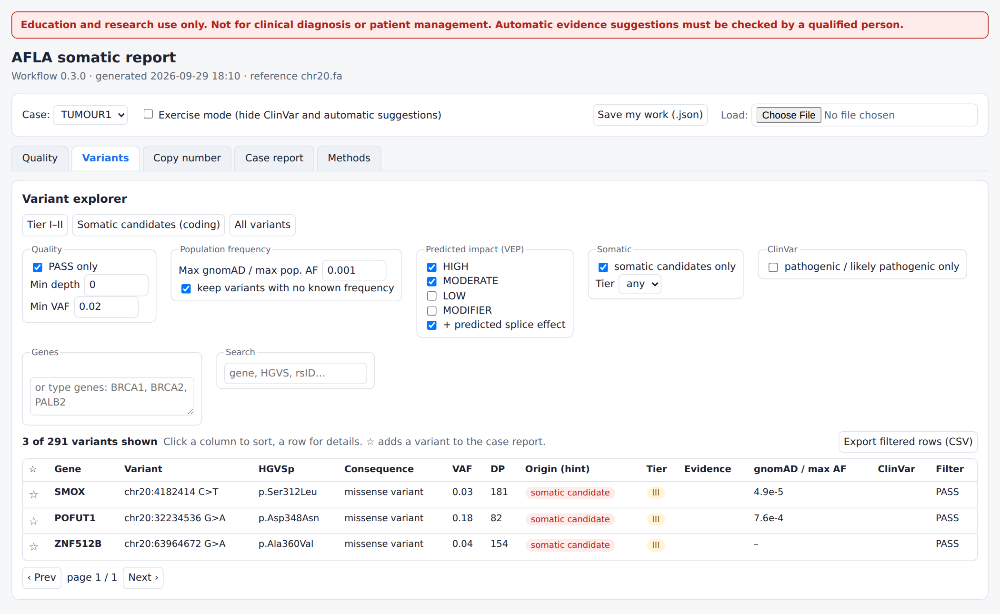 Education and research use only. Not for clinical diagnosis or patient management. Automatic evidence suggestions must be checked by a qualified person.
AFLA somatic report
Workflow 0.3.0 · generated 2026-09-29 18:10 · reference chr20.fa
Case: TUMOUR1 Exercise mode (hide ClinVar and automatic suggestions) Save my work (.json) Load: Choose File No file chosen
Quality Variants Copy number Case report Methods
Variant explorer
Tier I–II Somatic candidates (coding) All variants
Quality
PASS only
Min depth 0
Min VAF 0.02
Population frequency
Max gnomAD / max pop. AF 0.001
keep variants with no known frequency
Predicted impact (VEP)
HIGH
MODERATE
LOW
MODIFIER
+ predicted splice effect
Somatic
somatic candidates only
Tier any
ClinVar
pathogenic / likely pathogenic only
Genes
or type genes: BRCA1, BRCA2,
PALB2
Search
gene, HGVS, rsID…
3 of 291 variants shown Click a column to sort, a row for details. ☆ adds a variant to the case report. Export filtered rows (CSV)
☆ Gene Variant HGVSp Consequence VAF DP Origin (hint) Tier Evidence gnomAD / max AF ClinVar Filter
☆ SMOX chr20:4182414 C>T p.Ser312Leu missense variant 0.03 181 somatic candidate III 4.9e-5 PASS
☆ POFUT1 chr20:32234536 G>A p.Asp348Asn missense variant 0.18 82 somatic candidate III 7.6e-4 PASS
☆ ZNF512B chr20:63964672 G>A p.Ala360Val missense variant 0.04 154 somatic candidate III – PASS
‹ Prev page 1 / 1 Next ›